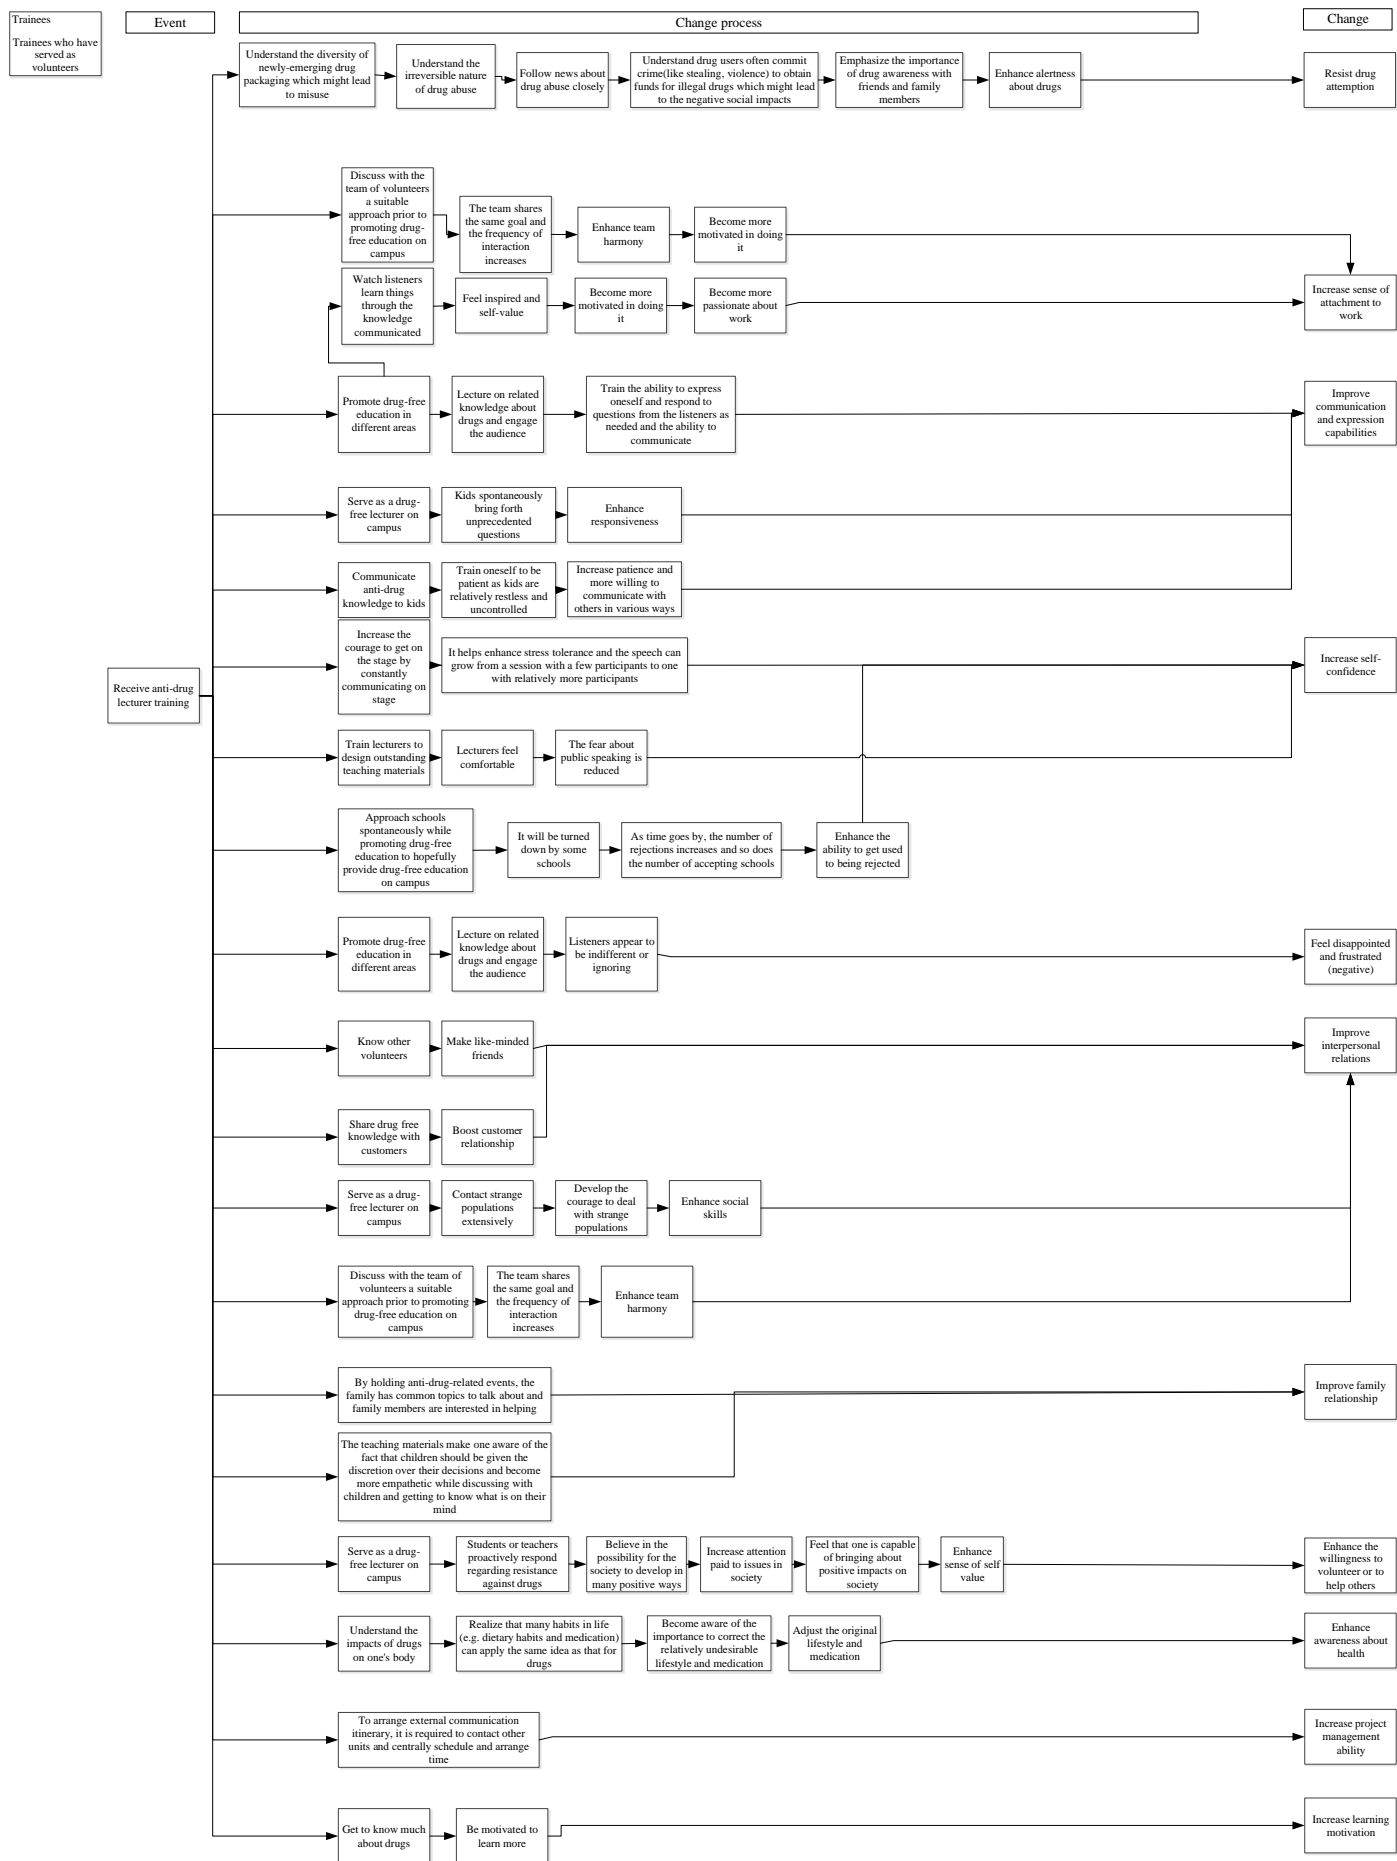 Trainees
Trainees who have
served as
volunteers
Event
Change process
Change
Understand the diversity of
newly-emerging drug
packaging which might lead
to misuse
Understand the
irreversible nature
of drug abuse
Follow news about
drug abuse closely
Understand drug users often commit
crime(like stealing, violence) to obtain
funds for illegal drugs which might lead
to the negative social impacts
Emphasize the importance
of drug awareness with
friends and family
members
Enhance alertness
about drugs
Resist drug
attemption
Discuss with the
team of volunteers
a suitable
approach prior to
promoting drug-
free education on
campus
The team shares
the same goal and
the frequency of
interaction
increases
Enhance team
harmony
Become more
motivated in doing
it
Watch listeners
learn things
through the
knowledge
communicated
Feel inspired and
self-value
Become more
motivated in doing
it
Become more
passionate about
work
Increase sense of
attachment to
work
Promote drug-free
education in
different areas
Lecture on related
knowledge about
drugs and engage
the audience
Train the ability to express
oneself and respond to
questions from the listeners as
needed and the ability to
communicate
Improve
communication
and expression
capabilities
Serve as a drug-
free lecturer on
campus
Kids spontaneously
bring forth
unprecedented
questions
Enhance
responsiveness
Communicate
anti-drug
knowledge to kids
Train oneself to be
patient as kids are
relatively restless and
uncontrolled
Increase patience and
more willing to
communicate with
others in various ways
Increase the
courage to get on
the stage by
constantly
communicating on
stage
It helps enhance stress tolerance and the speech can
grow from a session with a few participants to one
with relatively more participants
Increase self-
confidence
Receive anti-drug
lecturer training
Train lecturers to
design outstanding
teaching materials
Lecturers feel
comfortable
The fear about
public speaking is
reduced
Approach schools
spontaneously while
promoting drug-free
education to hopefully
provide drug-free education
on campus
It will be turned
down by some
schools
As time goes by, the number of
rejections increases and so does
the number of accepting schools
Enhance the
ability to get used
to being rejected
Promote drug-free
education in
different areas
Lecture on related
knowledge about
drugs and engage
the audience
Listeners appear to
be indifferent or
ignoring
Feel disappointed
and frustrated
(negative)
Know other
volunteers
Make like-minded
friends
Improve
interpersonal
relations
Share drug free
knowledge with
customers
Boost customer
relationship
Serve as a drug-
free lecturer on
campus
Contact strange
populations
extensively
Develop the
courage to deal
with strange
populations
Enhance social
skills
Discuss with the team of
volunteers a suitable
approach prior to promoting
drug-free education on
campus
The team shares
the same goal and
the frequency of
interaction
increases
Enhance team
harmony
By holding anti-drug-related events, the
family has common topics to talk about and
family members are interested in helping
Improve family
relationship
The teaching materials make one aware of the
fact that children should be given the
discretion over their decisions and become
more empathetic while discussing with
children and getting to know what is on their
mind
Serve as a drug-
free lecturer on
campus
Students or teachers
proactively respond
regarding resistance
against drugs
Believe in the
possibility for the
society to develop in
many positive ways
Increase attention
paid to issues in
society
Feel that one is capable
of bringing about
positive impacts on
society
Enhance
sense of self
value
Enhance the
willingness to
volunteer or to
help others
Understand the
impacts of drugs
on one's body
Realize that many habits in life
(e.g. dietary habits and medication)
can apply the same idea as that for
drugs
Become aware of the
importance to correct the
relatively undesirable
lifestyle and medication
Adjust the original
lifestyle and
medication
Enhance
awareness about
health
To arrange external communication
itinerary, it is required to contact other
units and centrally schedule and arrange
time
Increase project
management
ability
Get to know much
about drugs
Be motivated to
learn more
Increase learning
motivation